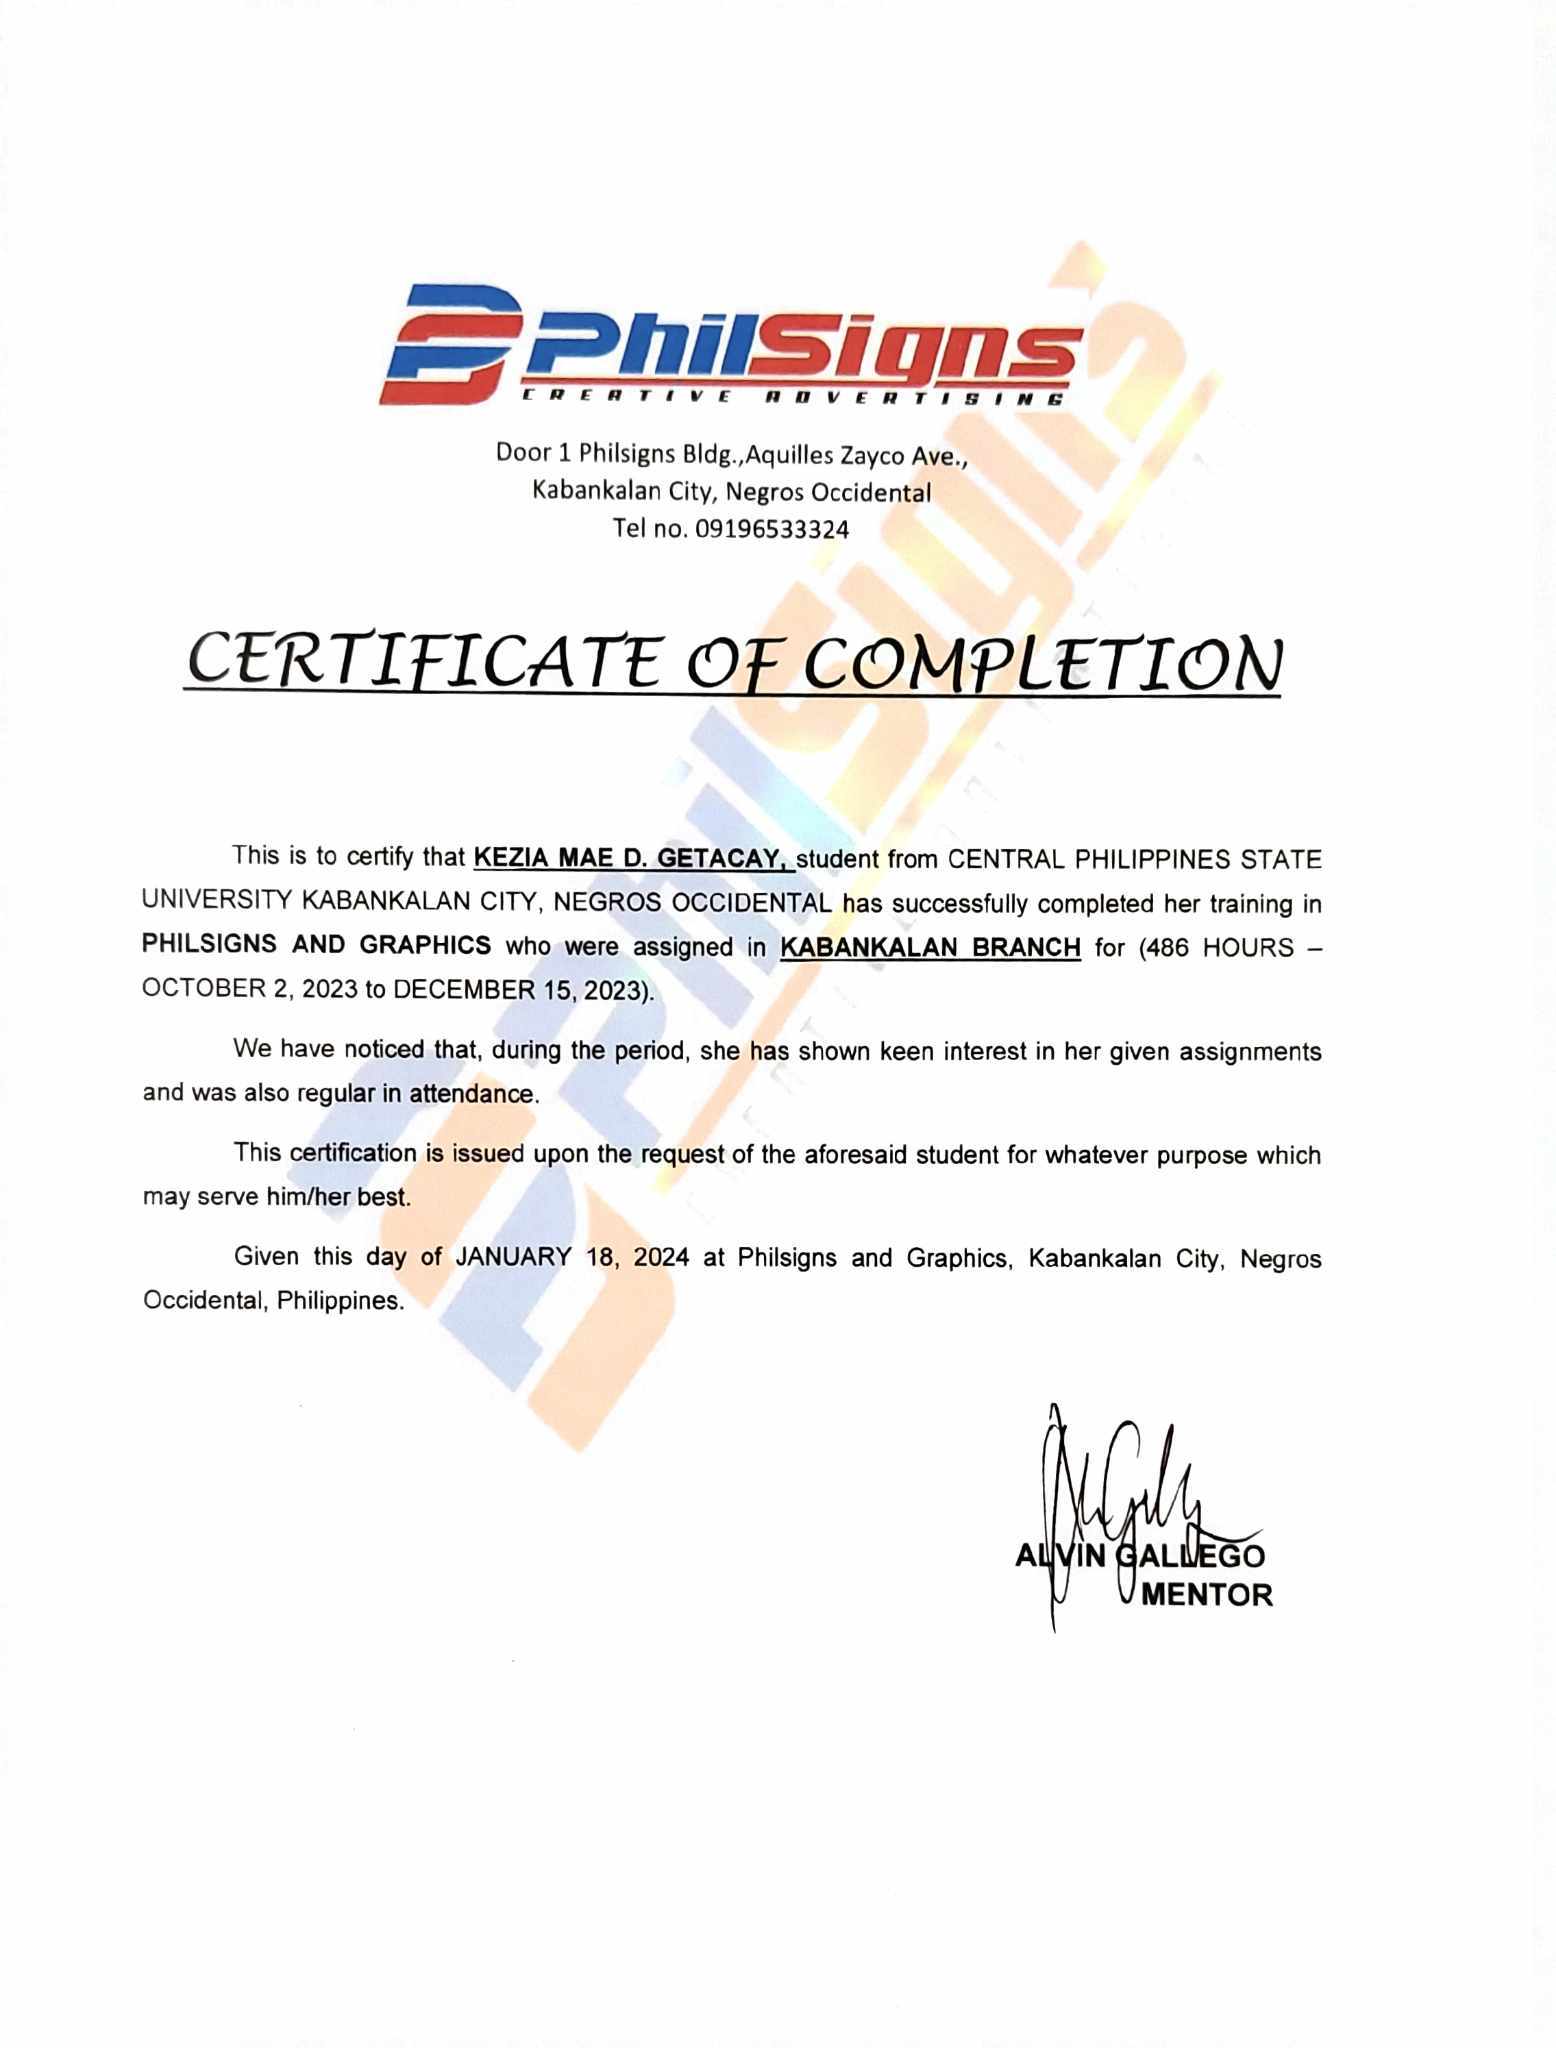 PhilSigns
CREATIVE ADVERTISING
Door 1 Philsigns Bldg.,Aquilles Zayco Ave.,
Kabankalan City, Negros Occidental
Tel no. 09196533324
CERTIFICATE OF COMPLETION
This is to certify that KEZIA MAE D. GETACAY, student from CENTRAL PHILIPPINES STATE
UNIVERSITY KABANKALAN CITY, NEGROS OCCIDENTAL has successfully completed her training in
PHILSIGNS AND GRAPHICS who were assigned in KABANKALAN BRANCH for (486 HOURS –
OCTOBER 2, 2023 to DECEMBER 15, 2023).
We have noticed that, during the period, she has shown keen interest in her given assignments
and was also regular in attendance.
This certification is issued upon the request of the aforesaid student for whatever purpose which
may serve him/her best.
Given this day of JANUARY 18, 2024 at Philsigns and Graphics, Kabankalan City, Negros
Occidental, Philippines.
ALVIN GALLEGO
MENTOR
PhilSigns